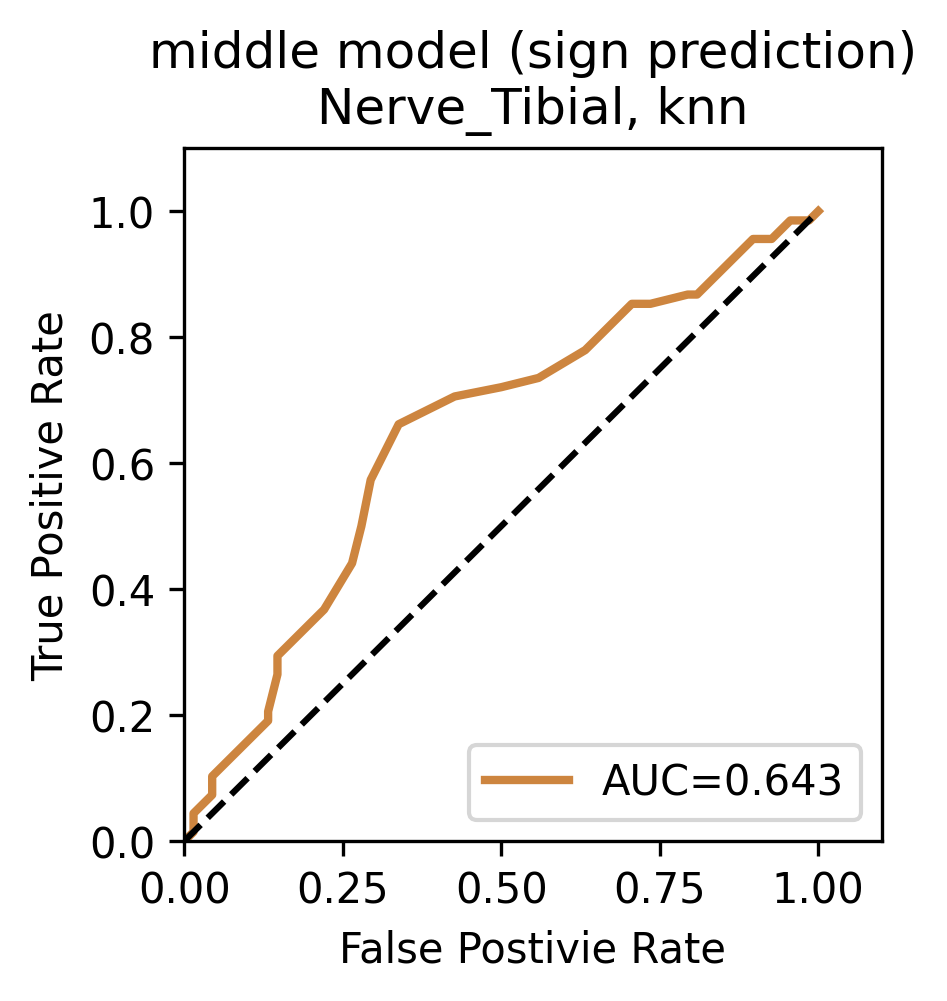 middle model (sign prediction)
Nerve_Tibial, knn
True Positive Rate
1.0
0.8
0.6
0.4
0.2
0.0
AUC=0.643
0.00 0.25 0.50 0.75 1.00
False Postivie Rate